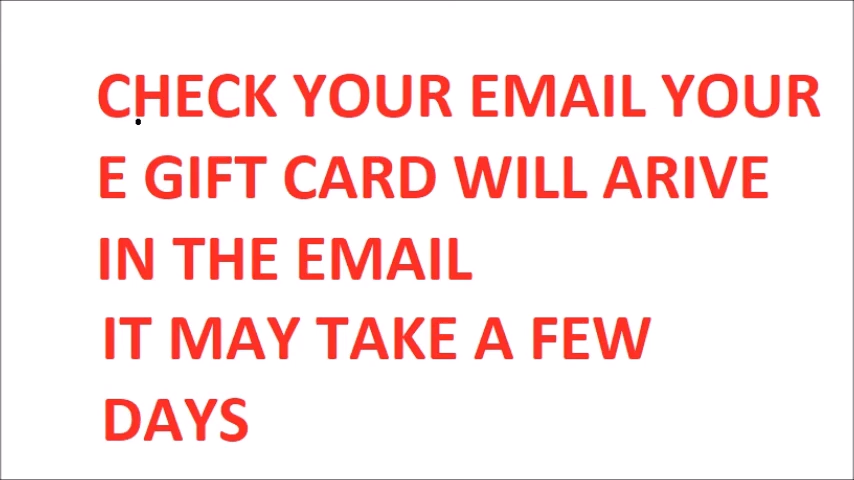 CHECK YOUR EMAIL YOUR
E GIFT CARD WILL ARIVE
IN THE EMAIL
IT MAY TAKE A FEW
DAYS